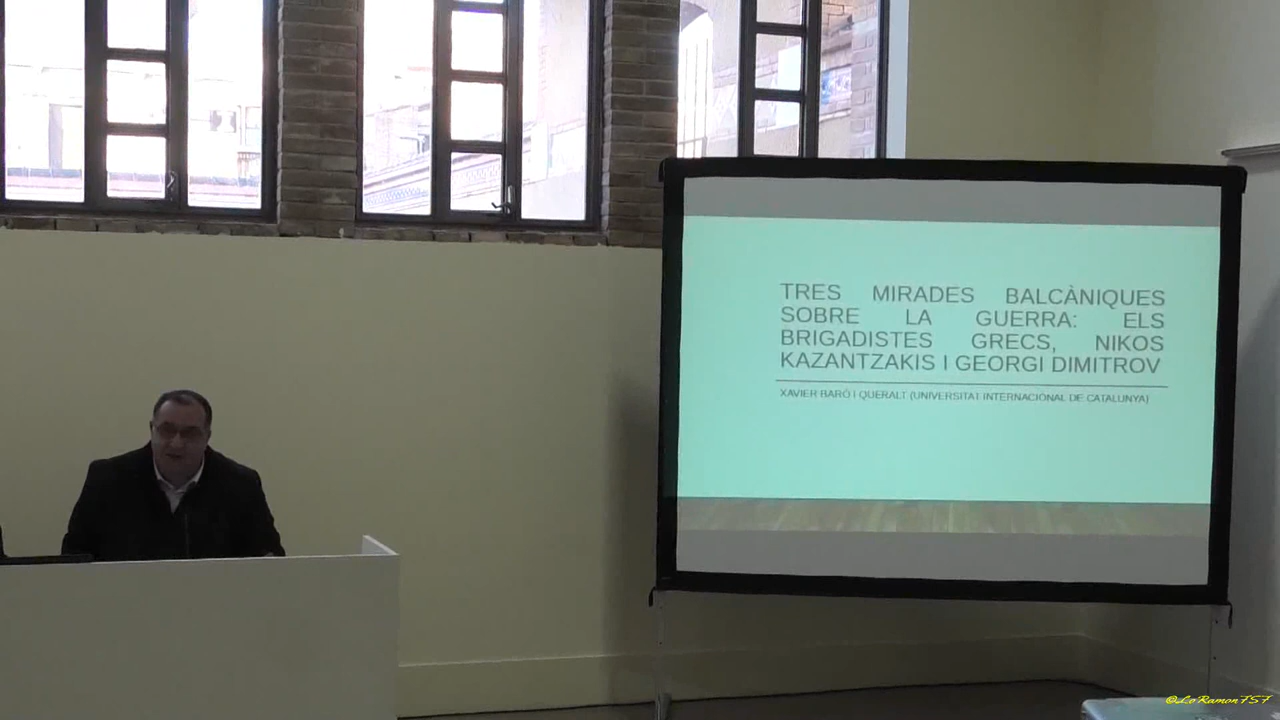 TRES MIRADES BALCÀNIQUES
SOBRE LA GUERRA: ELS
BRIGADISTES GRECS, NIKOS
KAZANTZAKIS I GEORGI DIMITROV
XAVIER BARÓ I QUERALT (UNIVERSITAT INTERNACIONAL DE CATALUNYA)
@LoRamon757